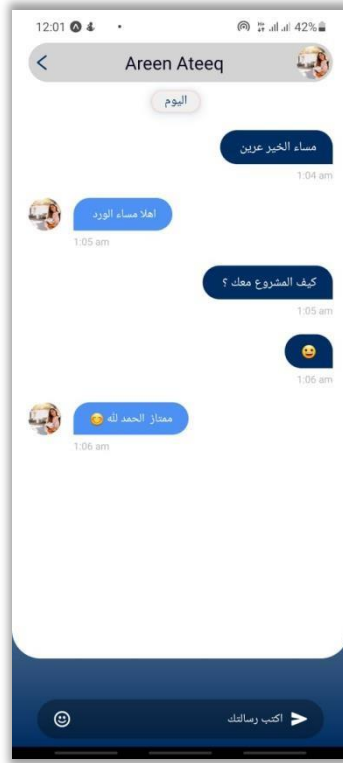 12:01 42%
Areen Ateeq
اليوم
مساء الخير عرين
1:04 am
اهلا مساء الورد
1:05 am
كيف المشروع معك ؟
1:05 am
😀
1:06 am
ممتاز الحمد لله 😊
1:06 am
اكتب رسالتك